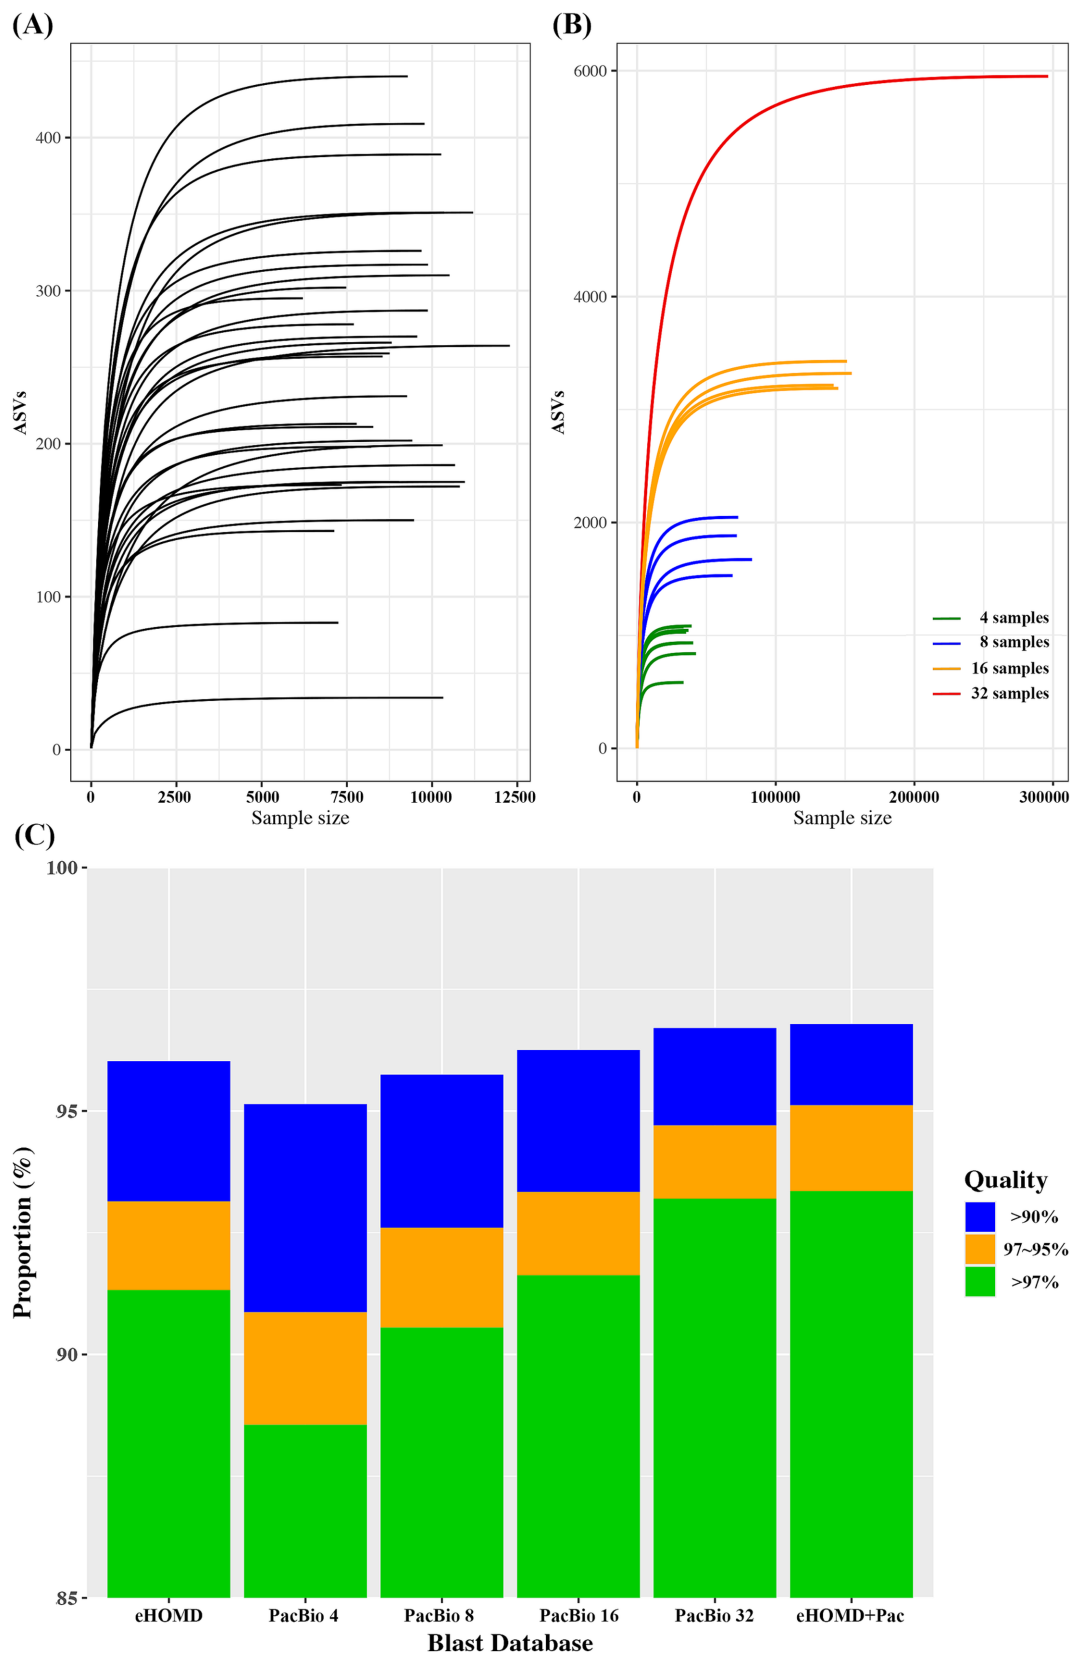 (A)
400
300
200
100
0
ASVs
0 2500 5000 7500 10000 12500
Sample size
(B)
6000
4000
2000
0
ASVs
4 samples
8 samples
16 samples
32 samples
0 100000 200000 300000
Sample size
(C)
100
95
90
85
Proportion (%)
eHOMD PacBio 4 PacBio 8 PacBio 16 PacBio 32 eHOMD+Pac
Blast Database
Quality
>90%
97~95%
>97%